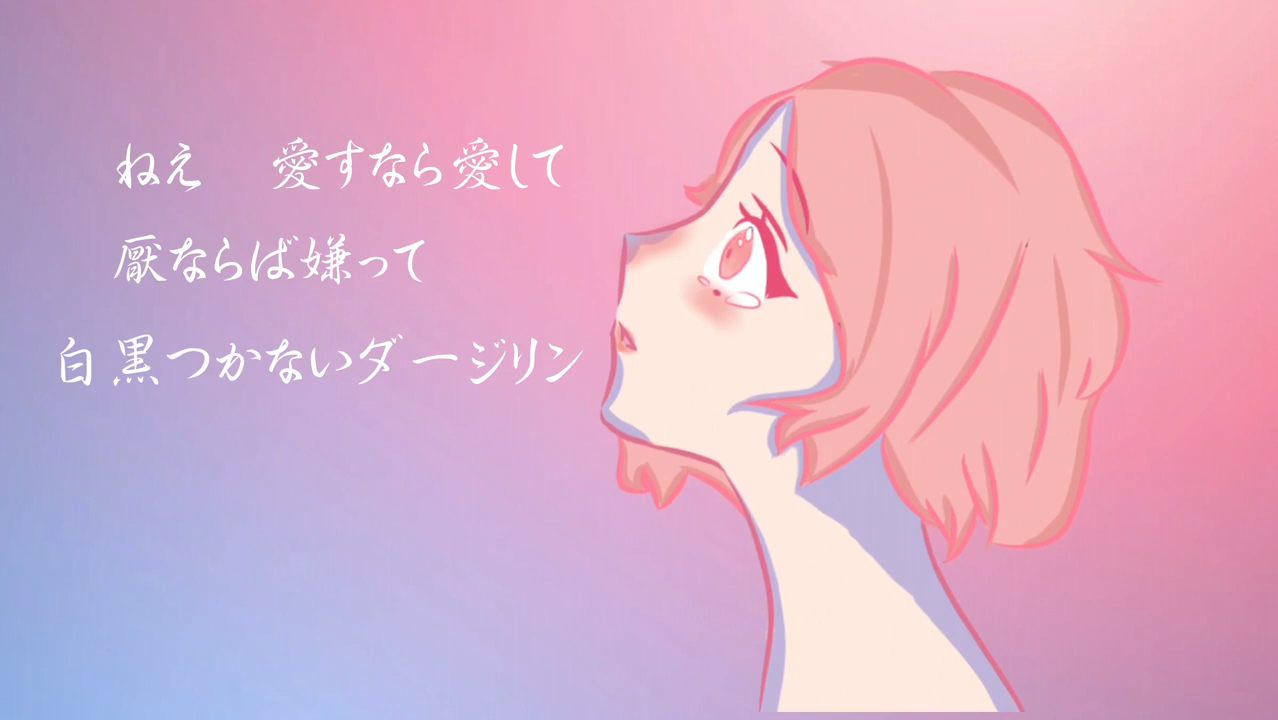 ねえ　愛すなら愛して
厭ならば嫌って
白黒つかないダージリン